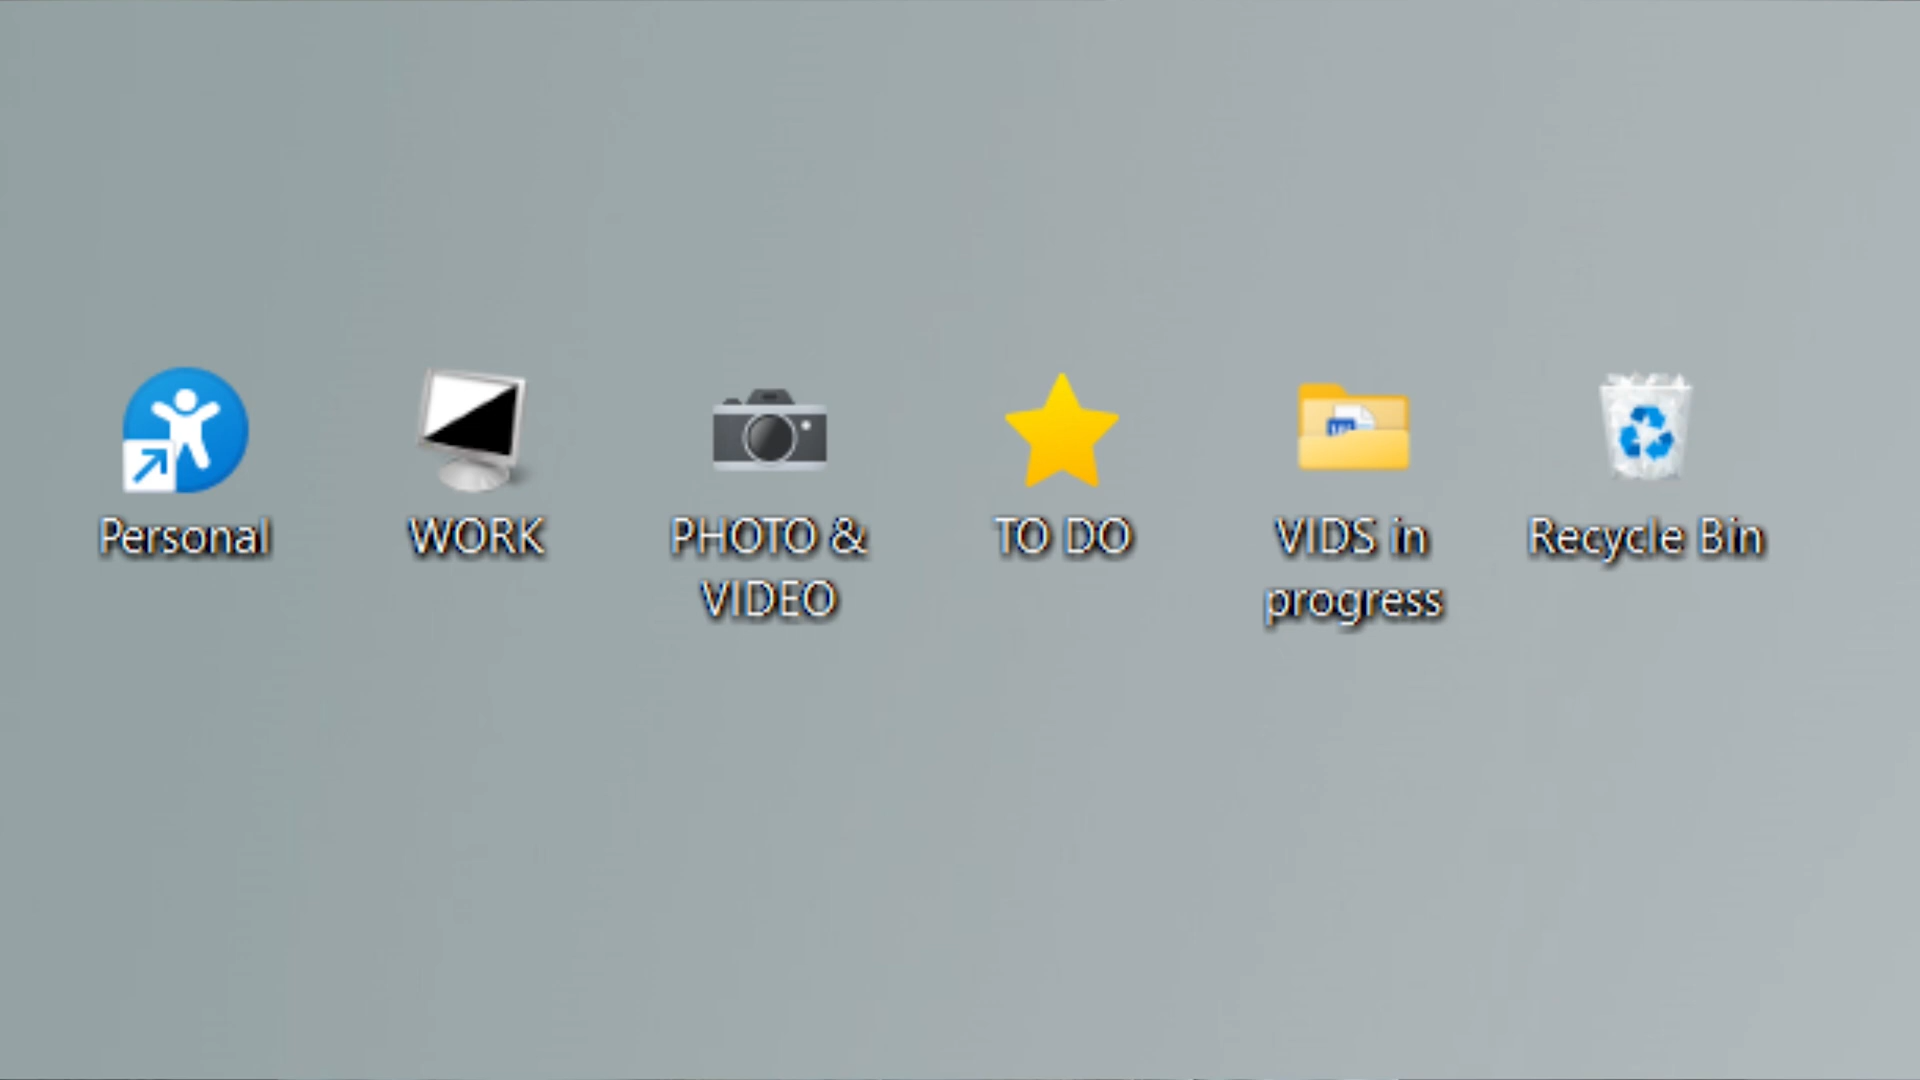 Personal
WORK
PHOTO &
VIDEO
TO DO
VIDS in
progress
Recycle Bin